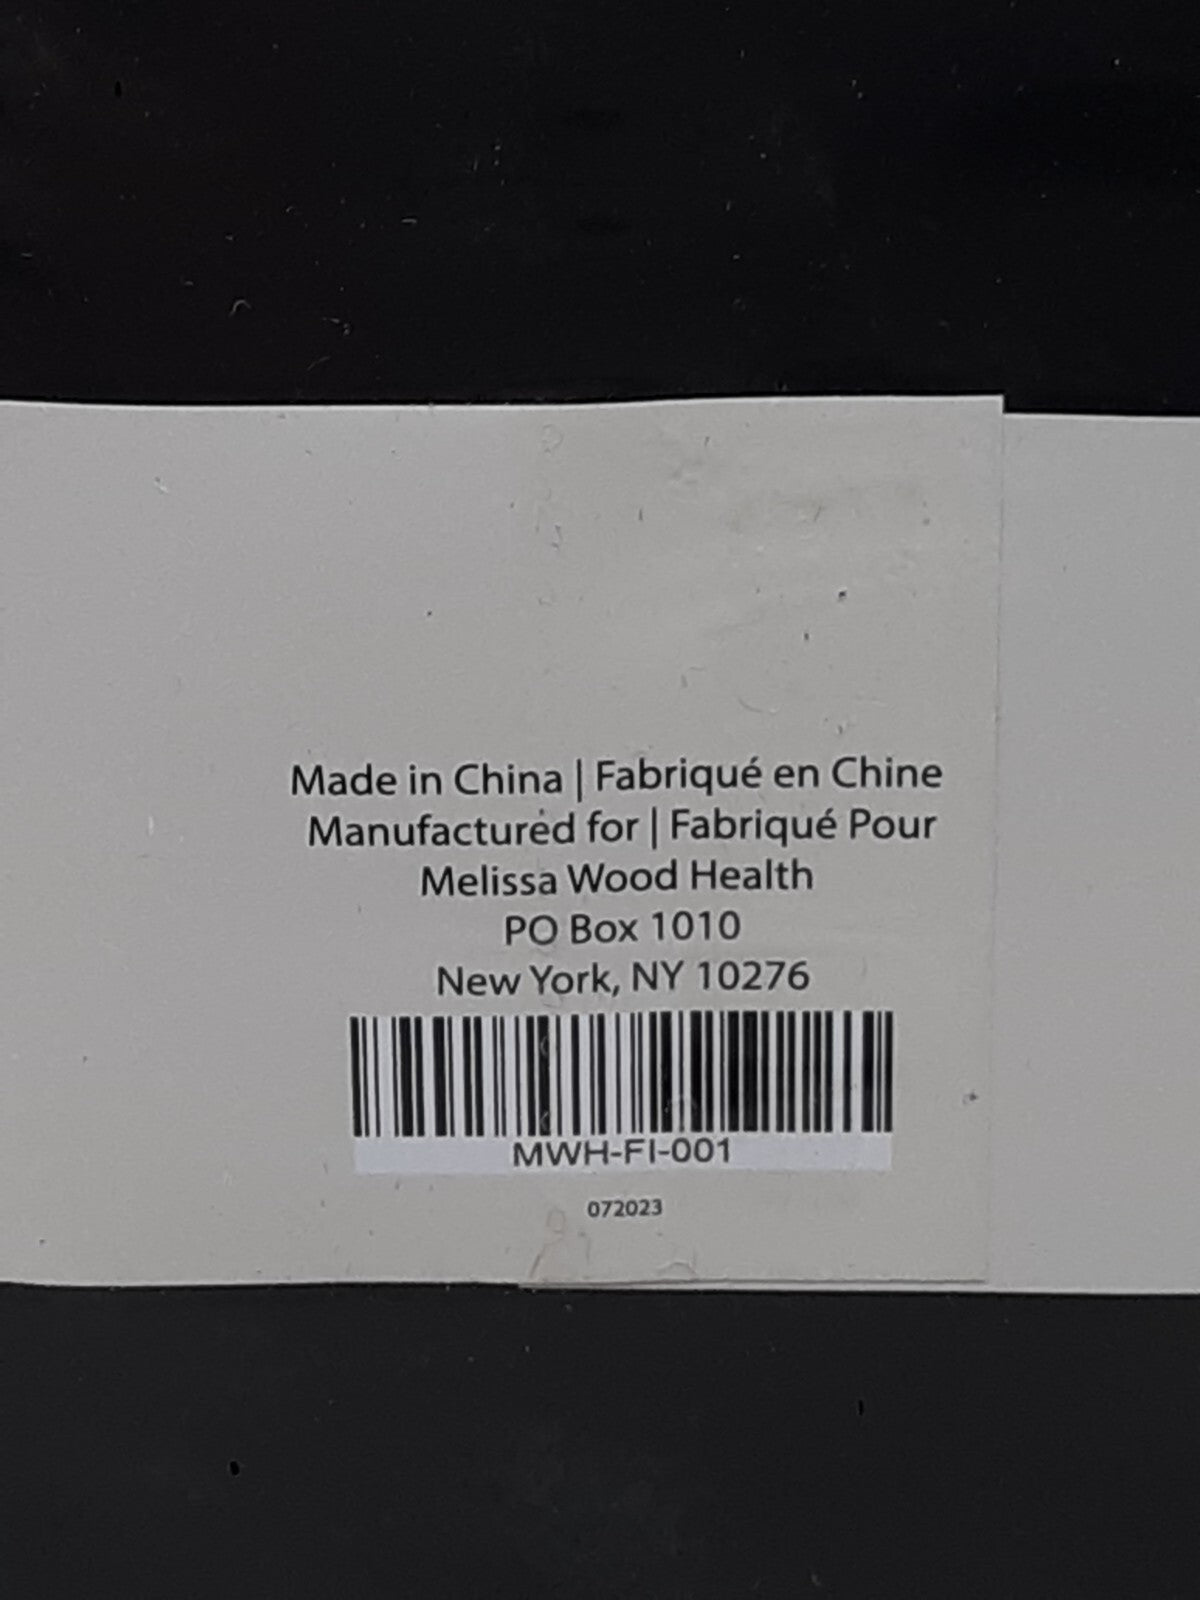 Made in China | Fabriqué en Chine
Manufactured for | Fabriqué Pour
Melissa Wood Health
PO Box 1010
New York, NY 10276
MWH-FI-001
072023